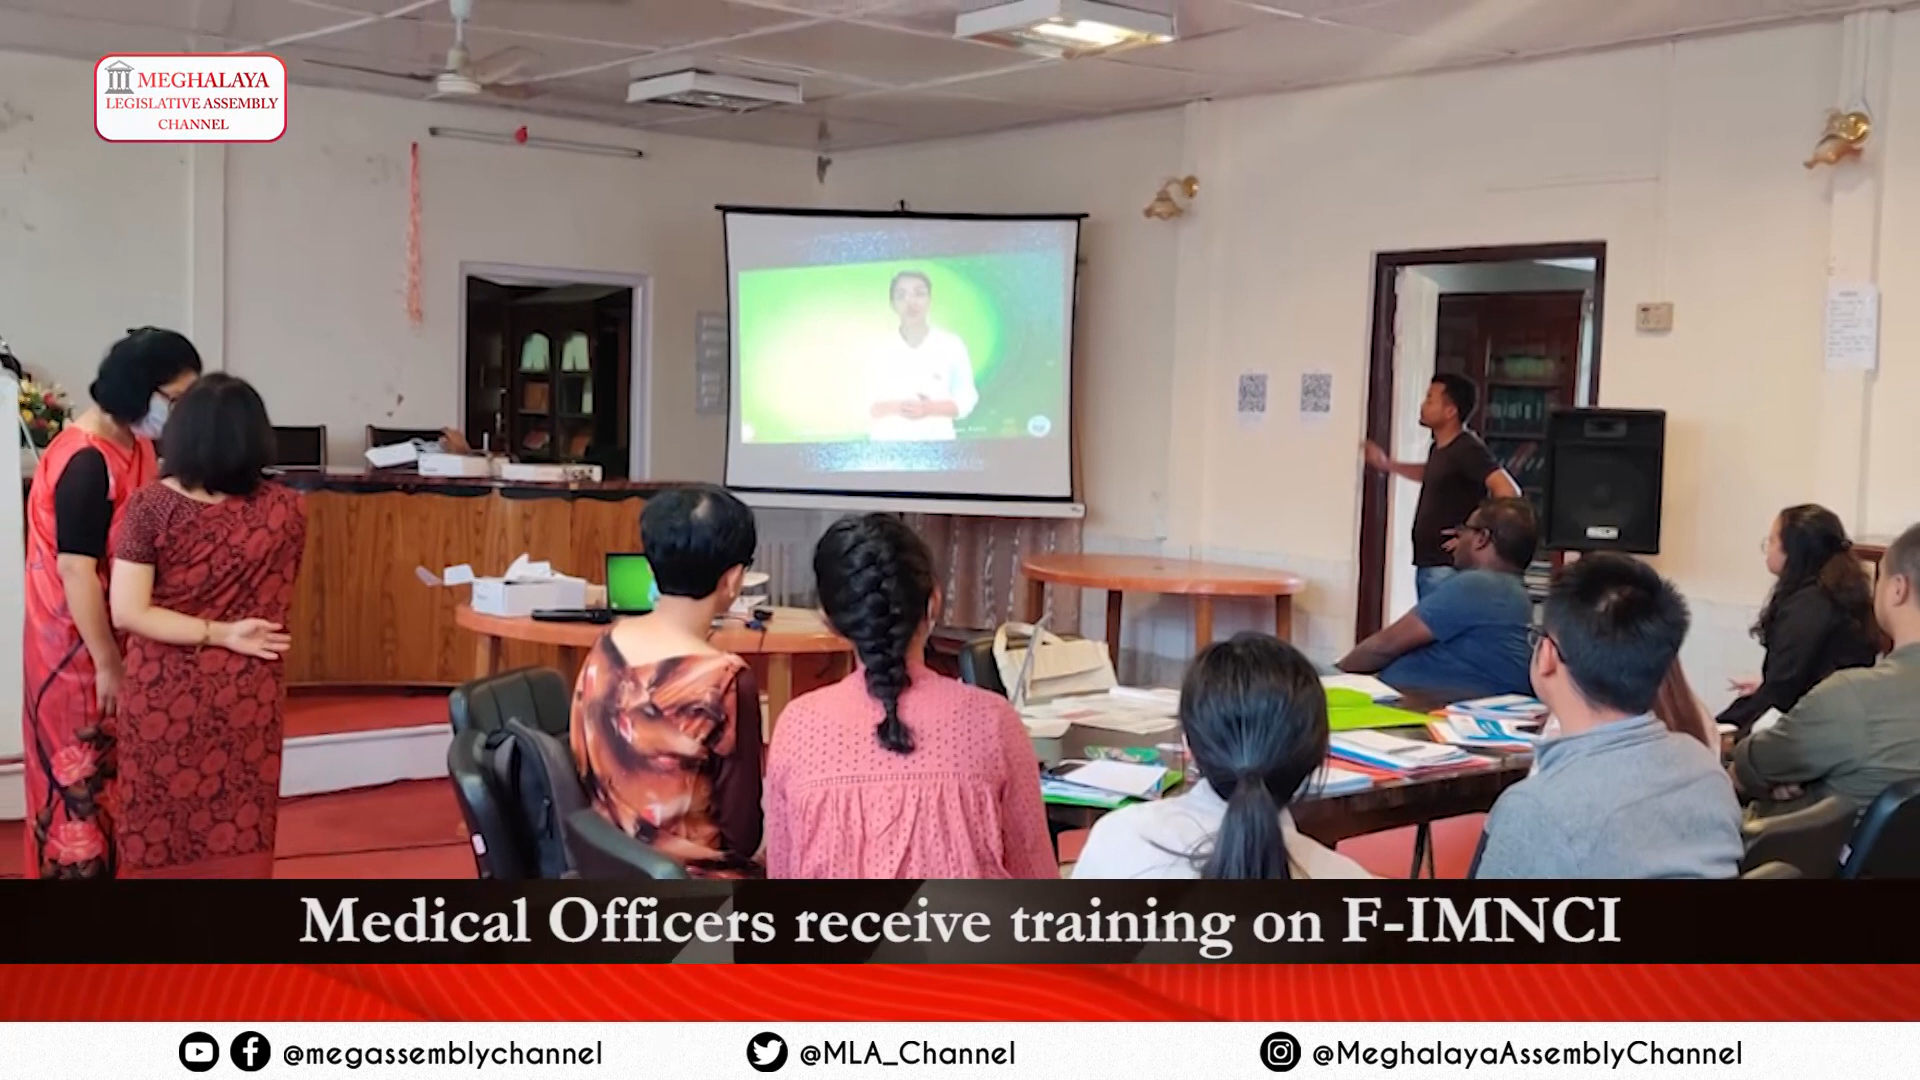 MEGHALAYA
LEGISLATIVE ASSEMBLY
CHANNEL
Medical Officers receive training on F-IMNCI
@megassemblychannel
@MLA_Channel
@MeghalayaAssemblyChannel